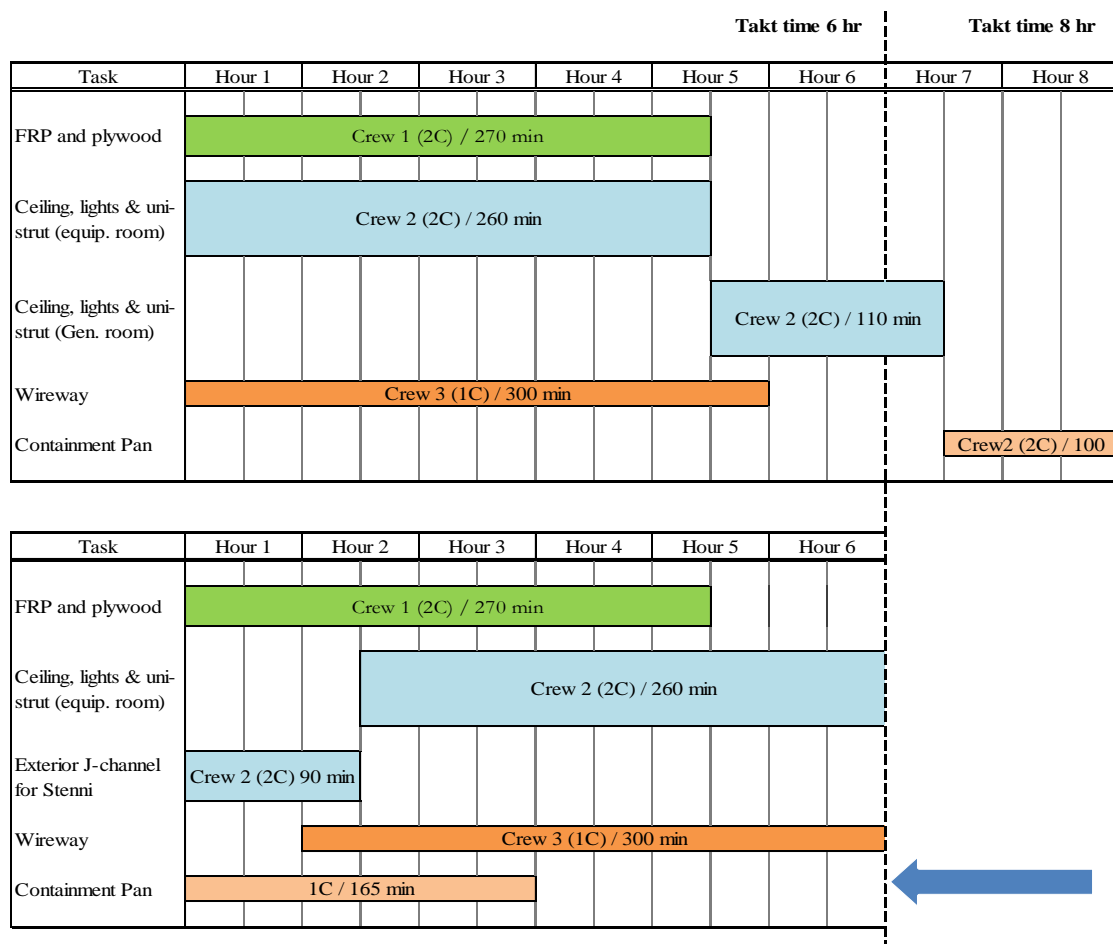 Takt time 6 hr Takt time 8 hr
Task Hour 1 Hour 2 Hour 3 Hour 4 Hour 5 Hour 6 Hour 7 Hour 8
FRP and plywood Crew 1 (2C) / 270 min
Ceiling, lights & uni-
strut (equip. room) Crew 2 (2C) / 260 min
Ceiling, lights & uni-
strut (Gen. room) Crew 2 (2C) / 110 min
Wireway Crew 3 (1C) / 300 min
Containment Pan Crew2 (2C) / 100
Task Hour 1 Hour 2 Hour 3 Hour 4 Hour 5 Hour 6
FRP and plywood Crew 1 (2C) / 270 min
Ceiling, lights & uni-
strut (equip. room) Crew 2 (2C) / 260 min
Exterior J-channel
for Stenni Crew 2 (2C) 90 min
Wireway Crew 3 (1C) / 300 min
Containment Pan 1C / 165 min